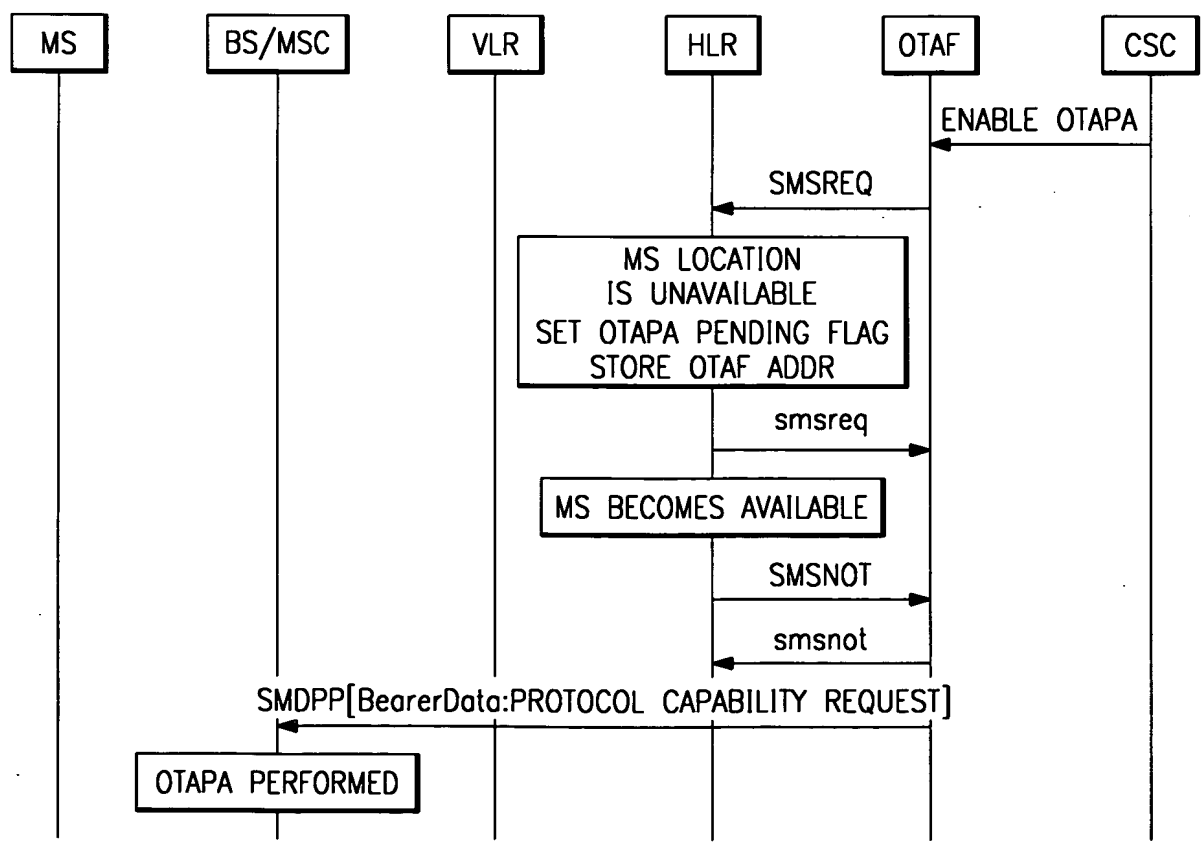 MS
BS/MSC
VLR
HLR
OTAF
CSC
ENABLE OTAPA
SMSREQ
MS LOCATION
IS UNAVAILABLE
SET OTAPA PENDING FLAG
STORE OTAF ADDR
smsreq
MS BECOMES AVAILABLE
SMSNOT
smsnot
SMDPP[BearerData:PROTOCOL CAPABILITY REQUEST]
OTAPA PERFORMED